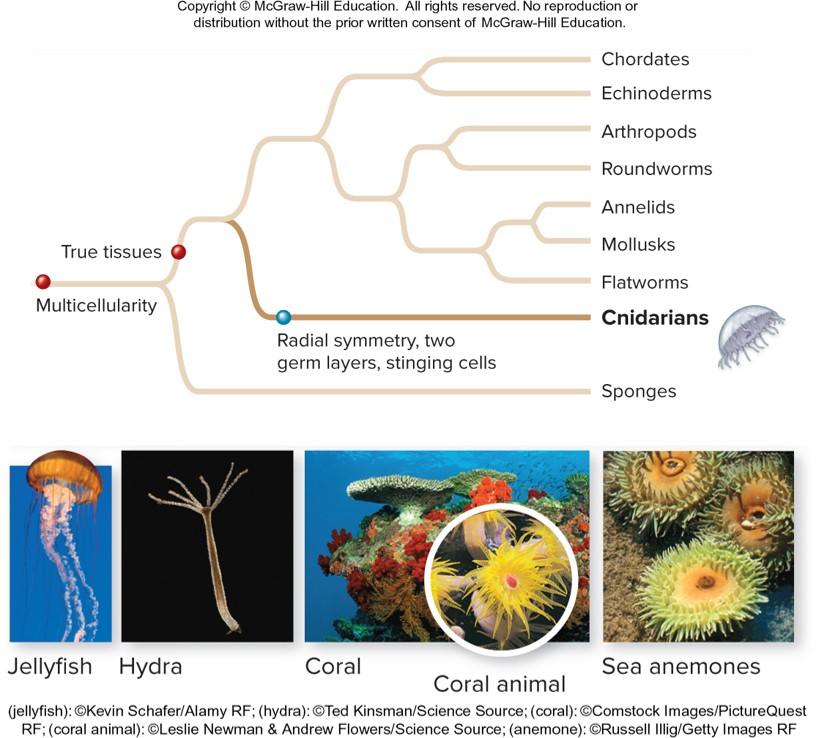 Copyright © McGraw-Hill Education. All rights reserved. No reproduction or
distribution without the prior written consent of McGraw-Hill Education.
Chordates
Echinoderms
Arthropods
Roundworms
Annelids
Mollusks
Flatworms
True tissues
Multicellularity
Cnidarians
Radial symmetry, two
germ layers, stinging cells
Sponges
Jellyfish
Hydra
Coral
Coral animal
Sea anemones
(jellyfish): ©Kevin Schafer/Alamy RF; (hydra): ©Ted Kinsman/Science Source; (coral): ©Comstock Images/PictureQuest
RF; (coral animal): ©Leslie Newman & Andrew Flowers/Science Source; (anemone): ©Russell Illig/Getty Images RF